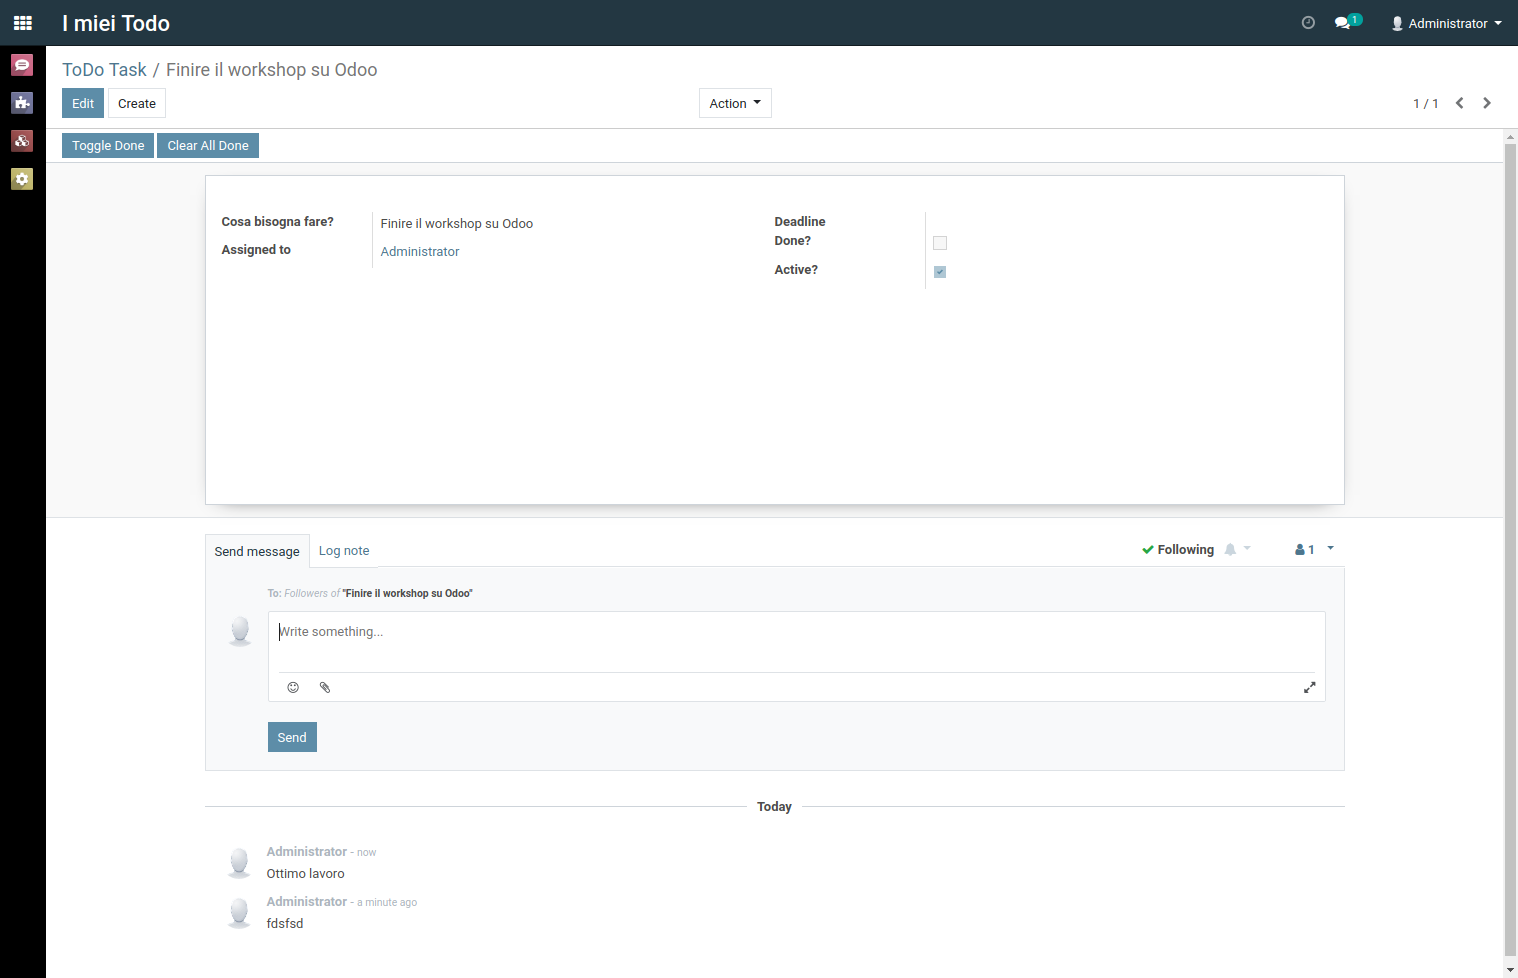 I miei Todo
1
Administrator
ToDo Task / Finire il workshop su Odoo
Edit
Create
Action
1 / 1
Toggle Done
Clear All Done
Cosa bisogna fare?
Finire il workshop su Odoo
Assigned to
Administrator
Deadline
Done?
Active?
Send message
Log note
Following
1
To: Followers of "Finire il workshop su Odoo"
Write something...
Send
Today
Administrator - now
Ottimo lavoro
Administrator - a minute ago
fdsfsd